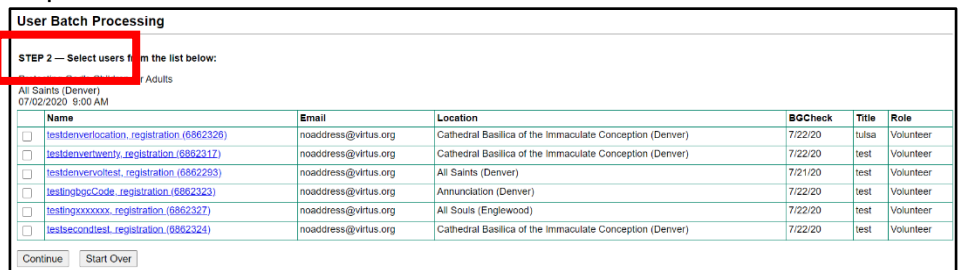 User Batch Processing
STEP 2 — Select users from the list below:
Adults
All Saints (Denver)
07/02/2020 9:00 AM
Name Email Location BGCheck Title Role
testdenverlocation, registration (6862326) noaddress@virtus.org Cathedral Basilica of the Immaculate Conception (Denver) 7/22/20 tulsa Volunteer
testdenvertwenty, registration (6862317) noaddress@virtus.org Cathedral Basilica of the Immaculate Conception (Denver) 7/22/20 test Volunteer
testdenvervoltest, registration (6862293) noaddress@virtus.org All Saints (Denver) 7/21/20 test Volunteer
testingbgcCode, registration (6862323) noaddress@virtus.org Annunciation (Denver) 7/22/20 test Volunteer
testingxxxxxxx, registration (6862327) noaddress@virtus.org All Souls (Englewood) 7/22/20 test Volunteer
testsecondtest, registration (6862324) noaddress@virtus.org Cathedral Basilica of the Immaculate Conception (Denver) 7/22/20 test Volunteer
Continue Start Over